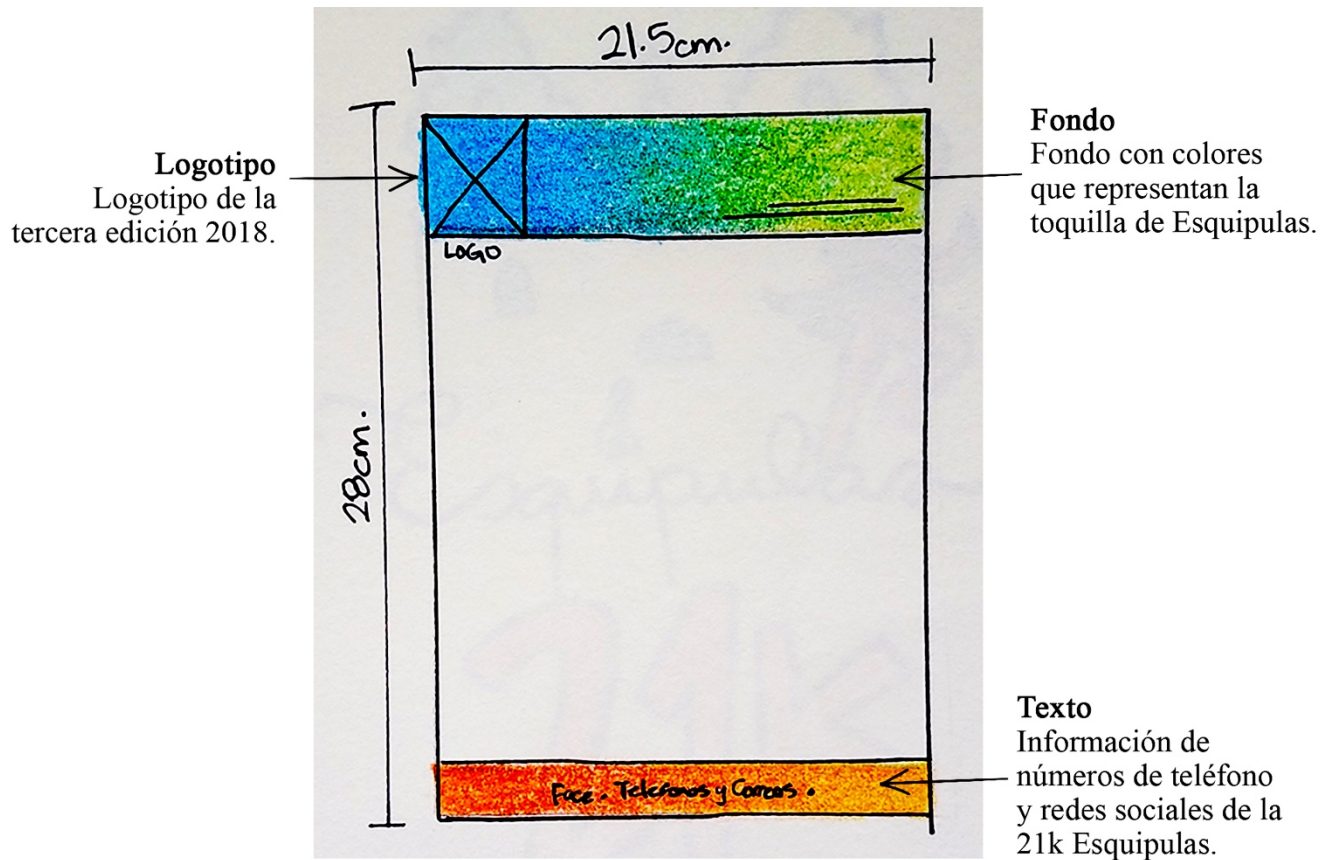 21.5cm.
Logotipo
Logotipo de la
tercera edición 2018.
Fondo
Fondo con colores
que representan la
toquilla de Esquipulas.
LOGO
28cm.
Texto
Información de
números de teléfono
y redes sociales de la
21k Esquipulas.
Face. Telefonos y Correos.